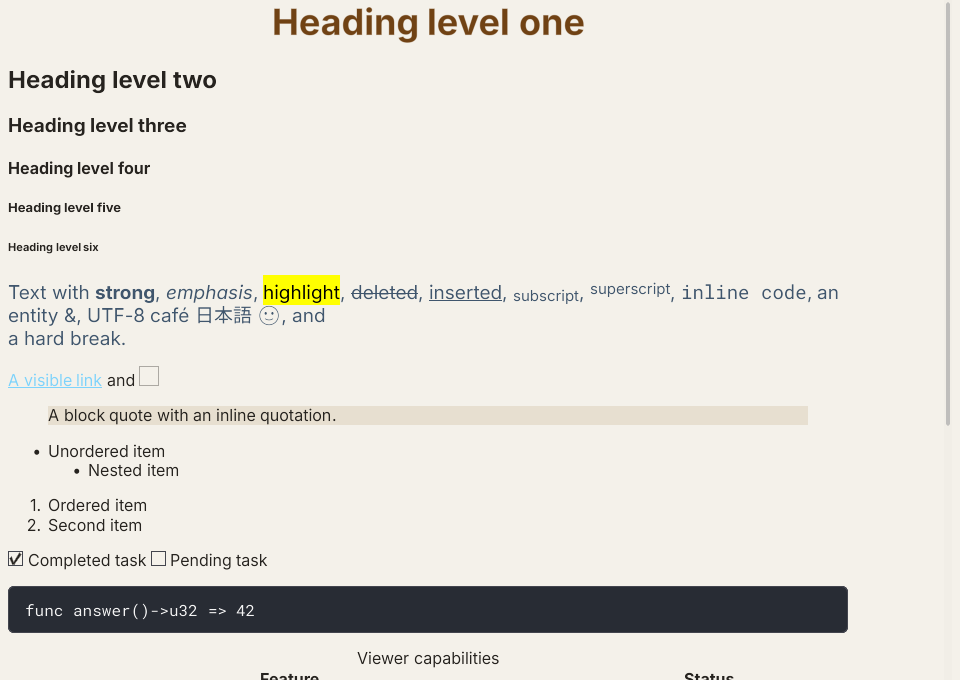 Heading level one
Heading level two
Heading level three
Heading level four
Heading level five
Heading level six
Text with strong, emphasis, highlight, deleted, inserted, subscript, superscript, inline code, an
entity &, UTF-8 café 日本語 ☺, and
a hard break.
A visible link and
A block quote with an inline quotation.
• Unordered item
• Nested item
1. Ordered item
2. Second item
☑ Completed task ☐ Pending task
func answer()->u32 => 42
Viewer capabilities
Feature Status